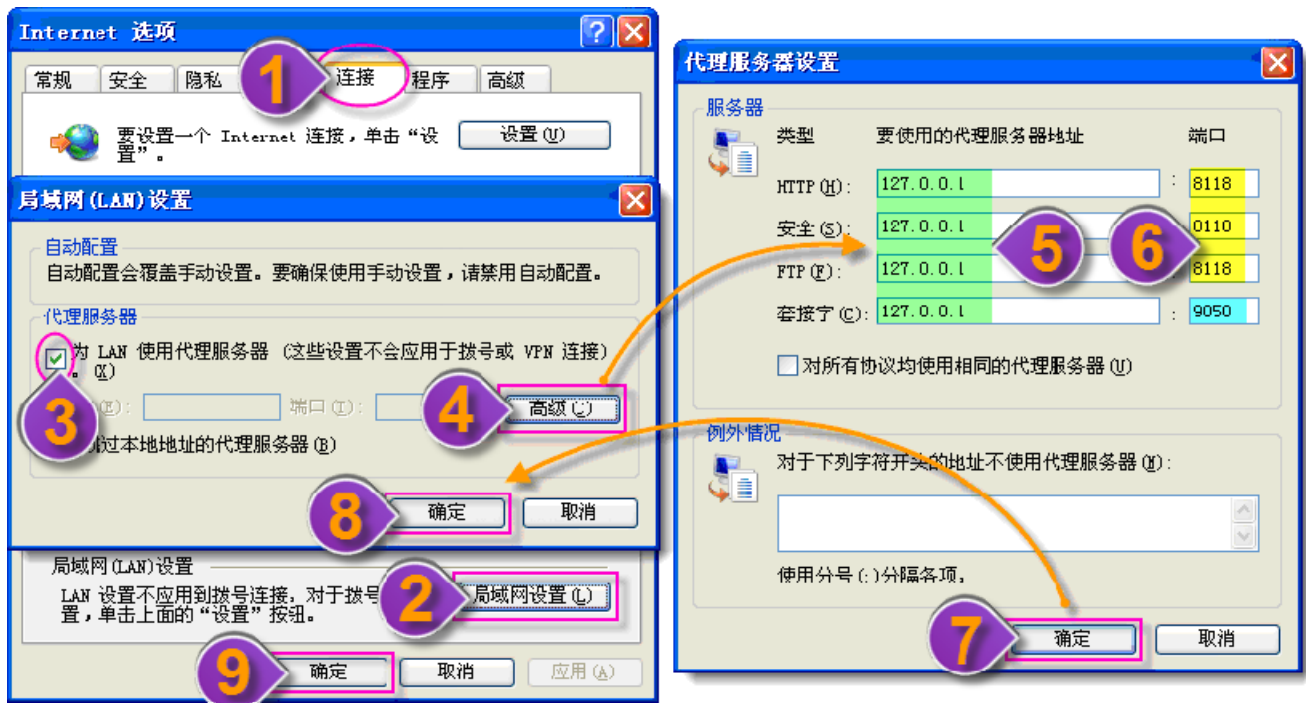 Internet 选项
常规
安全
隐私
1
连接
程序
高级
要设置一个 Internet 连接，单击“设
置”。
设置(U)
局域网(LAN)设置
自动配置
自动配置会覆盖手动设置。要确保使用手动设置，请禁用自动配置。
代理服务器
为 LAN 使用代理服务器 (这些设置不会应用于拨号或 VPN 连接)
。(X)
3
(E):
端口(T):
4
高级(C)
过本地地址的代理服务器(B)
8
确定
取消
局域网(LAN)设置
LAN 设置不应用到拨号连接，对于拨号
置，单击上面的“设置”按钮。
2
局域网设置(L)
9
确定
取消
应用(A)
代理服务器设置
服务器
类型
要使用的代理服务器地址
端口
HTTP(H):
127.0.0.1
:
8118
安全(S):
127.0.0.1
0110
5
6
FTP(F):
127.0.0.1
8118
套接字(C):
127.0.0.1
:
9050
对所有协议均使用相同的代理服务器(U)
例外情况
对于下列字符开头的地址不使用代理服务器(N):
使用分号(;)分隔各项。
7
确定
取消